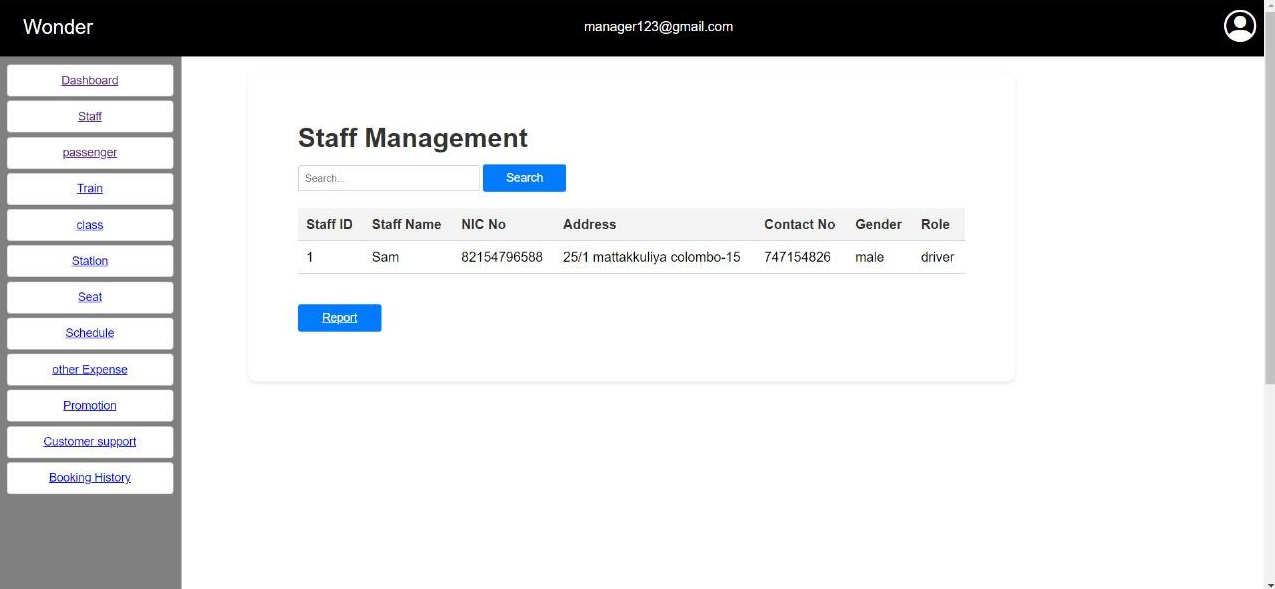 Wonder
manager123@gmail.com
Dashboard
Staff
passenger
Train
class
Station
Seat
Schedule
other Expense
Promotion
Customer support
Booking History
Staff Management
Search... Search
Staff ID Staff Name NIC No Address Contact No Gender Role
1 Sam 82154796588 25/1 mattakkuliya colombo-15 747154826 male driver
Report